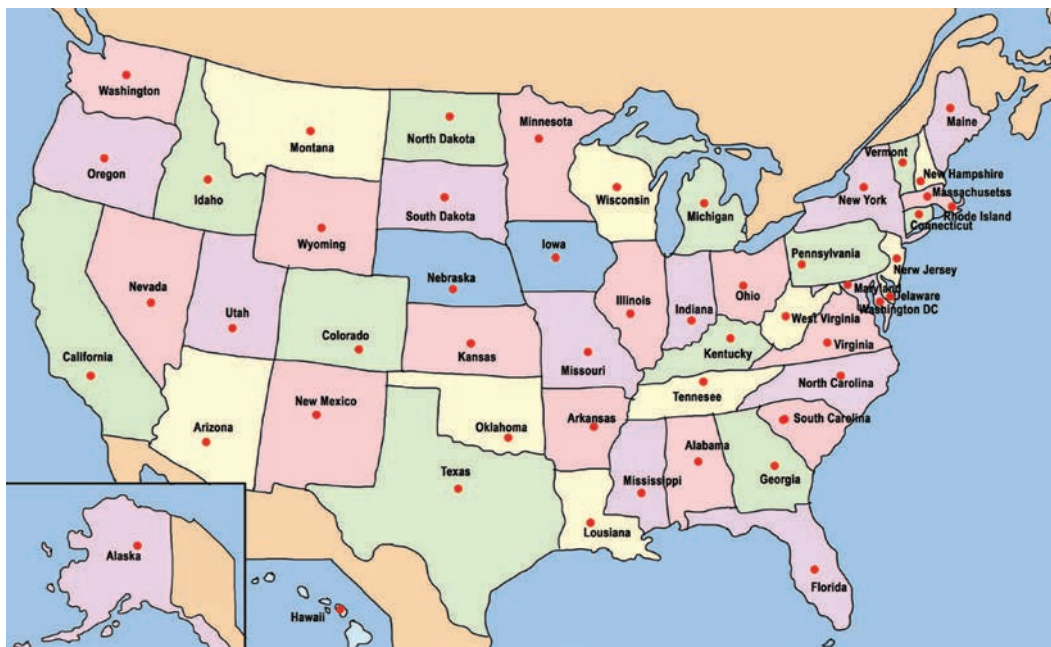 Washington
Montana
North Dakota
Minnesota
Maine
Vermont
New Hampshire
Massachusetss
Oregon
Idaho
Wisconsin
Michigan
New York
Rhode Island
Connecticut
South Dakota
Wyoming
Iowa
Pennsylvania
Nerw Jersey
Nebraska
Nevada
Utah
Illinois
Indiana
Ohio
Maryland
Delaware
Washington DC
West Virginia
Virginia
Colorado
Kansas
Missouri
Kentucky
California
North Carolina
Tennesee
Arizona
New Mexico
Oklahoma
Arkansas
South Carolina
Texas
Mississippi
Alabama
Georgia
Lousiana
Alaska
Hawaii
Florida